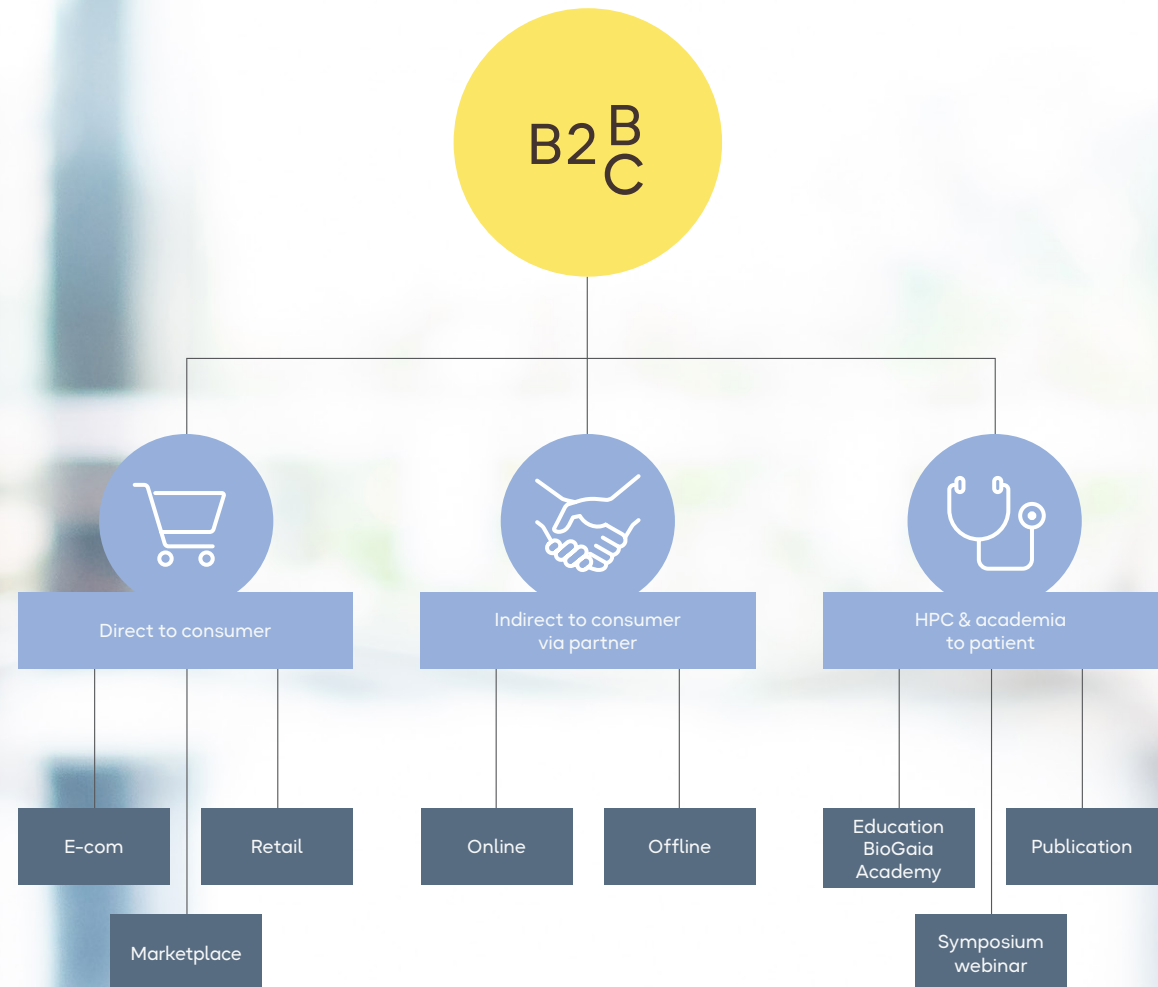 B2B
C
Direct to consumer
Indirect to consumer
via partner
HPC & academia
to patient
E-com
Retail
Online
Offline
Education
BioGaia
Academy
Publication
Marketplace
Symposium
webinar